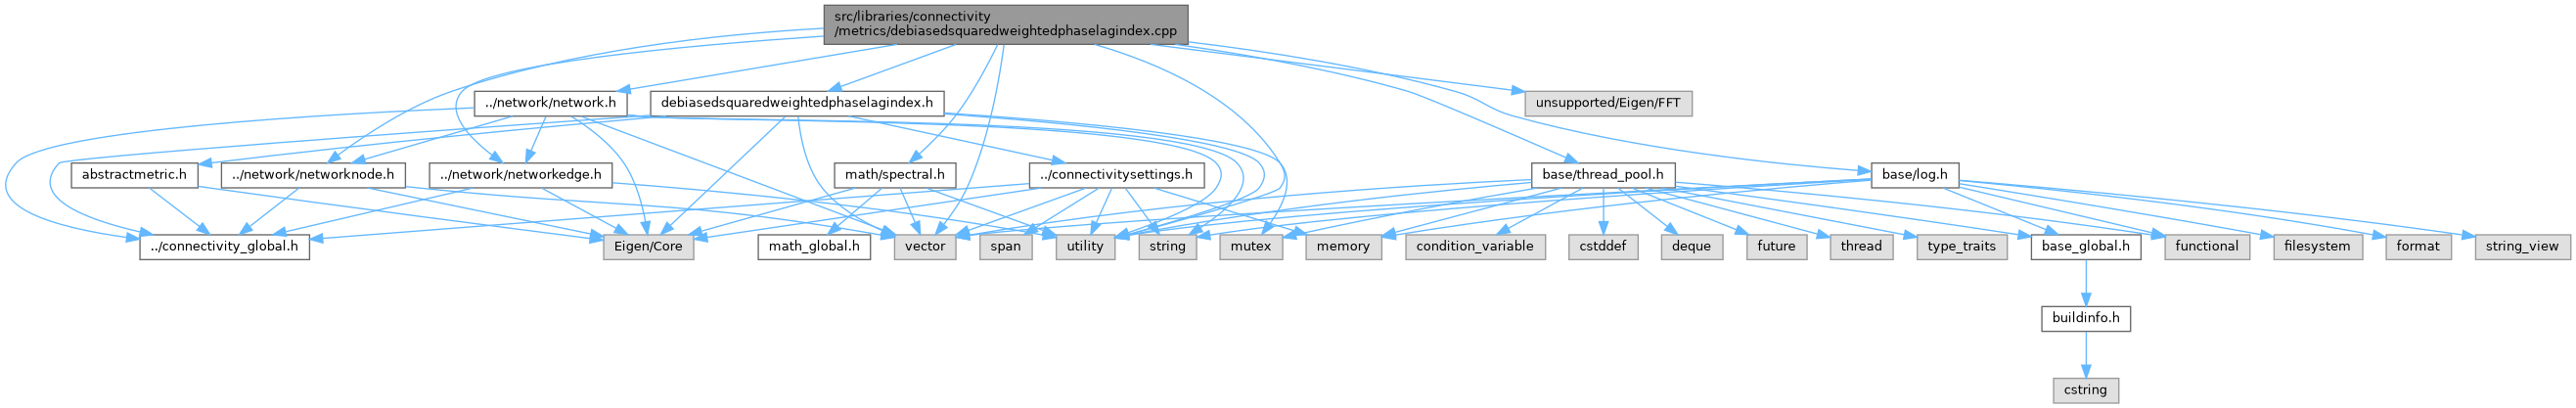 src/libraries/connectivity
/metrics/debiasedsquaredweightedphaselagindex.cpp
../network/network.h
debiasedsquaredweightedphaselagindex.h
unsupported/Eigen/FFT
abstractmetric.h
../network/networknode.h
../network/networkedge.h
math/spectral.h
../connectivitysettings.h
base/thread_pool.h
base/log.h
../connectivity_global.h
Eigen/Core
math_global.h
vector
span
utility
string
mutex
memory
condition_variable
cstddef
deque
future
thread
type_traits
base_global.h
functional
filesystem
format
string_view
buildinfo.h
cstring